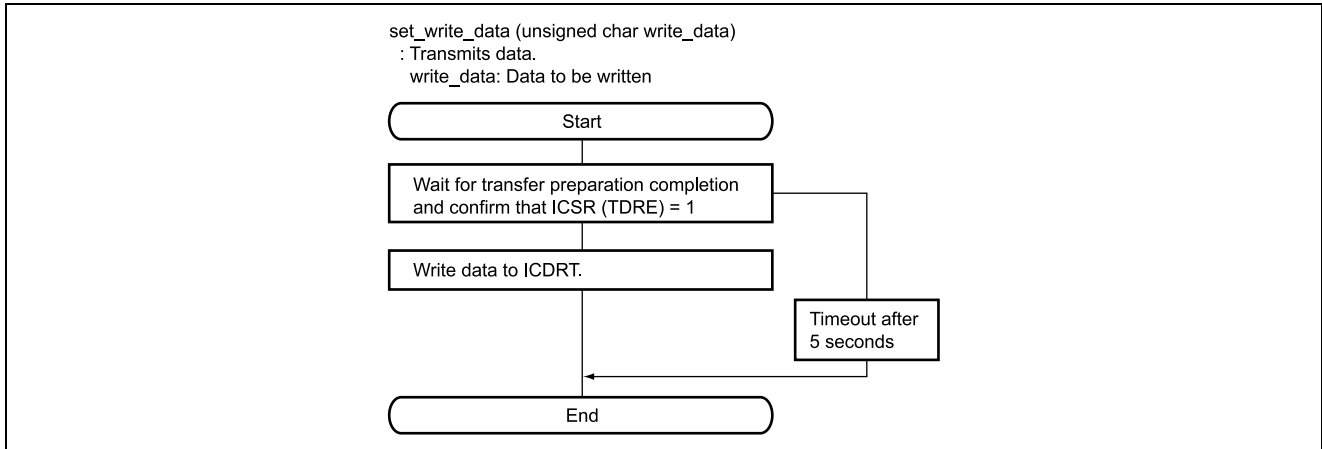 set_write_data (unsigned char write_data)
: Transmits data.
write_data: Data to be written
Start
Wait for transfer preparation completion
and confirm that ICSR (TDRE) = 1
Write data to ICDRT.
Timeout after
5 seconds
End